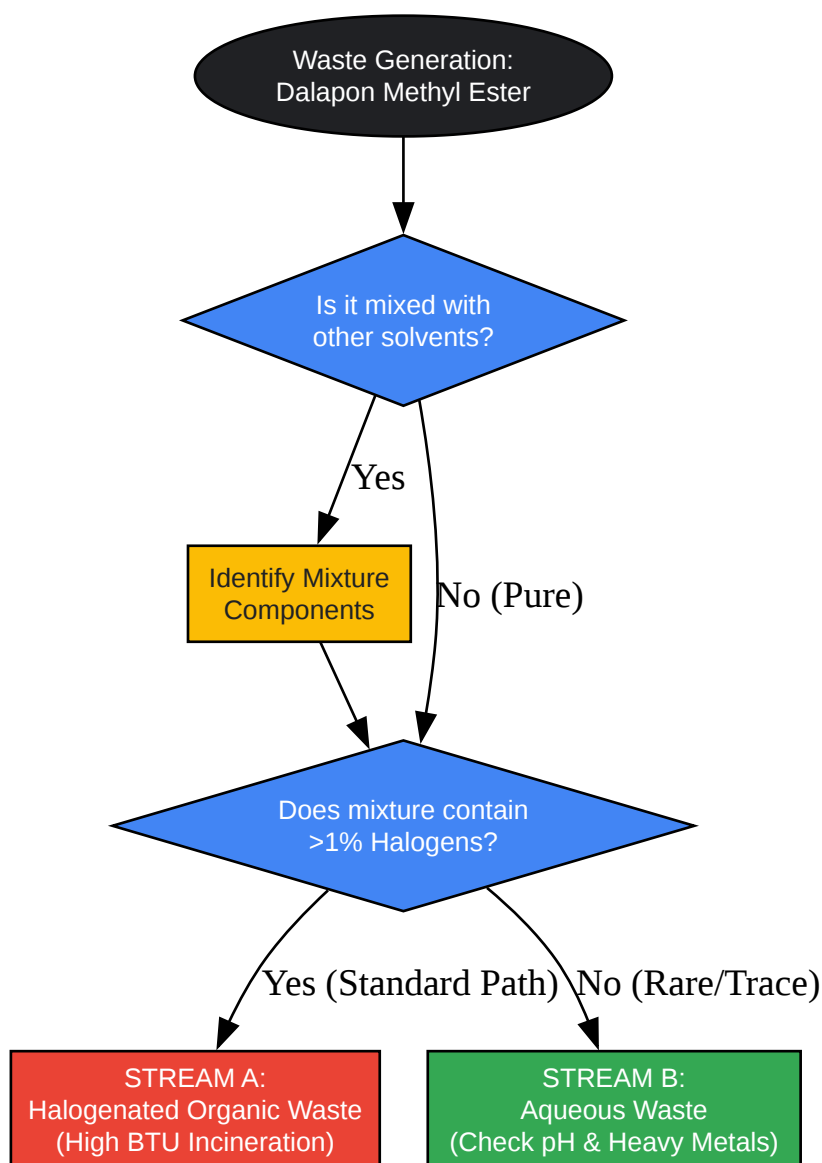 Waste Generation:
Dalapon Methyl Ester
Is it mixed with
other solvents?
Yes
Identify Mixture
Components
No (Pure)
Does mixture contain
>1% Halogens?
Yes (Standard Path)
No (Rare/Trace)
STREAM A:
Halogenated Organic Waste
(High BTU Incineration)
STREAM B:
Aqueous Waste
(Check pH & Heavy Metals)